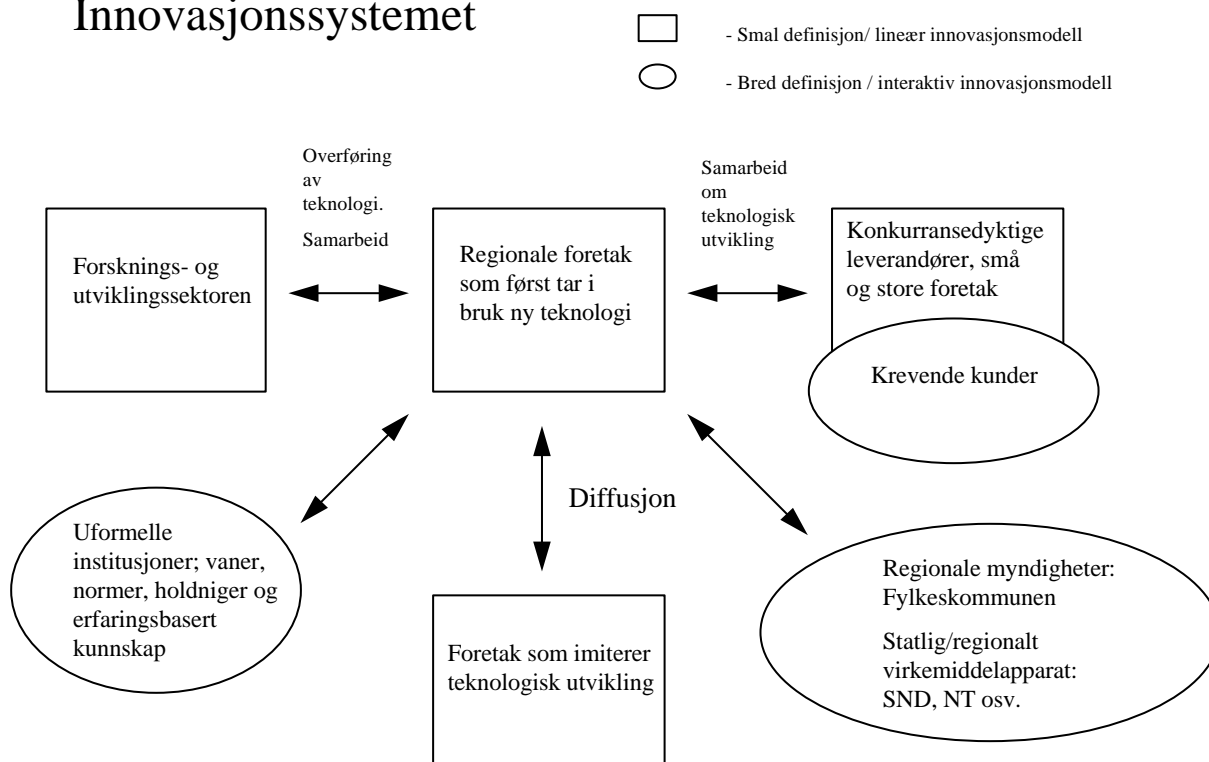 Innovasjonssystemet
- Smal definisjon/ lineær innovasjonsmodell
- Bred definisjon / interaktiv innovasjonsmodell
Overføring
av
teknologi.
Samarbeid
Samarbeid
om
teknologisk
utvikling
Forsknings- og
utviklingssektoren
Regionale foretak
som først tar i
bruk ny teknologi
Konkurransedyktige
leverandører, små
og store foretak
Krevende kunder
Diffusjon
Uformelle
institusjoner; vaner,
normer, holdniger og
erfaringsbasert
kunnskap
Foretak som imiterer
teknologisk utvikling
Regionale myndigheter:
Fylkeskommunen
Statlig/regionalt
virkemiddelapparat:
SND, NT osv.